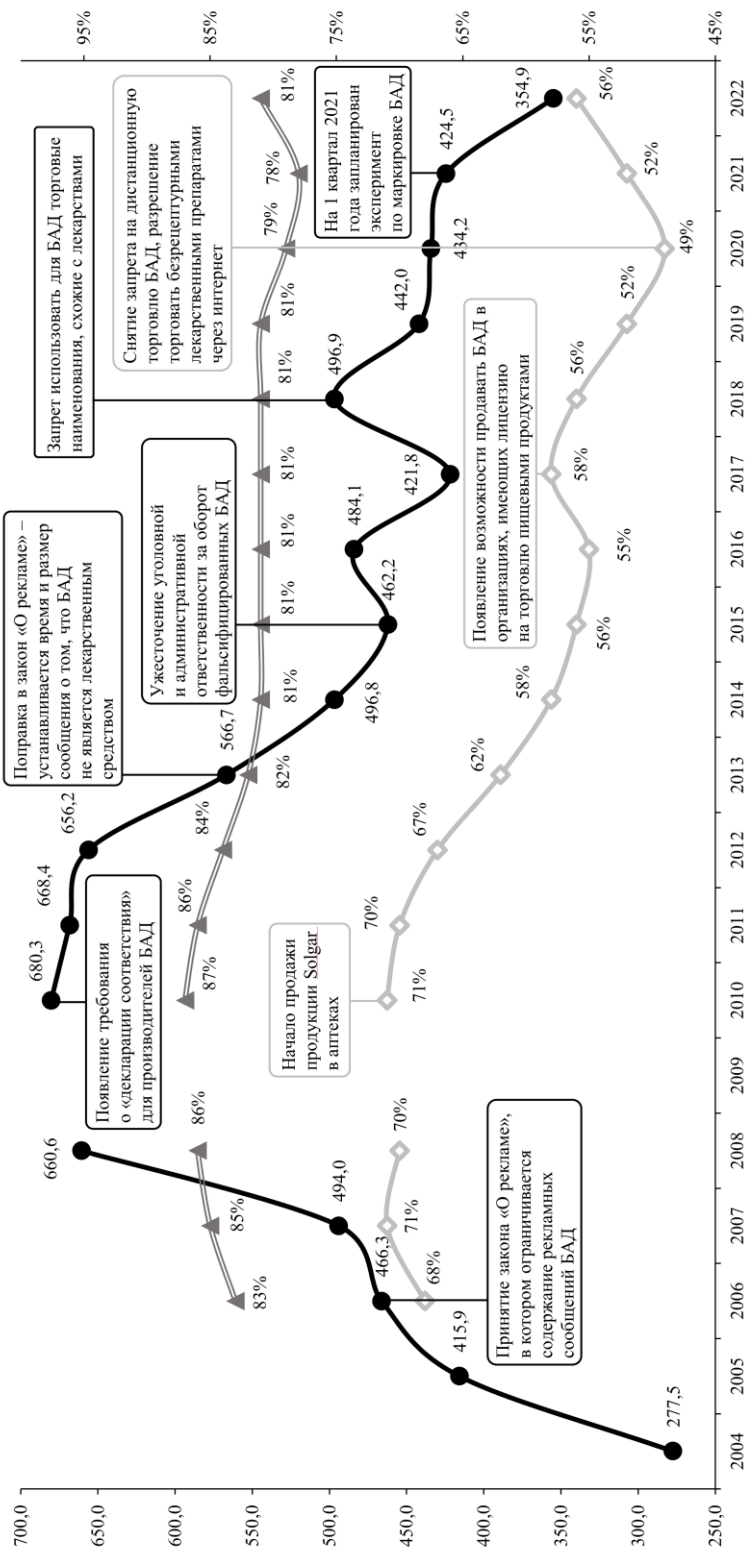 700,0
650,0
600,0
550,0
500,0
450,0
400,0
350,0
300,0
250,0
95%
85%
75%
65%
55%
45%
2004
2005
2006
2007
2008
2009
2010
2011
2012
2013
2014
2015
2016
2017
2018
2019
2020
2021
2022
277,5
415,9
466,3
494,0
660,6
680,3
668,4
656,2
566,7
496,8
462,2
484,1
421,8
496,9
442,0
434,2
424,5
354,9
83%
85%
86%
87%
86%
84%
82%
81%
81%
81%
81%
81%
81%
79%
78%
81%
68%
71%
70%
71%
70%
67%
62%
58%
56%
55%
58%
56%
52%
49%
52%
56%
Принятие закона «О рекламе»,
в котором ограничивается
содержание рекламных
сообщений БАД
Появление требования
о «декларации соответствия»
для производителей БАД
Начало продажи
продукции Solgar
в аптеках
Поправка в закон «О рекламе» –
устанавливается время и размер
сообщения о том, что БАД
не является лекарственным
средством
Ужесточение уголовной
и административной
ответственности за оборот
фальсифицированных БАД
Появление возможности продавать БАД в
организациях, имеющих лицензию
на торговлю пищевыми продуктами
Запрет использовать для БАД торговые
наименования, схожие с лекарствами
Снятие запрета на дистанционную
торговлю БАД, разрешение
торговать безрецептурными
лекарственными препаратами
через интернет
На 1 квартал 2021
года запланирован
эксперимент
по маркировке БАД